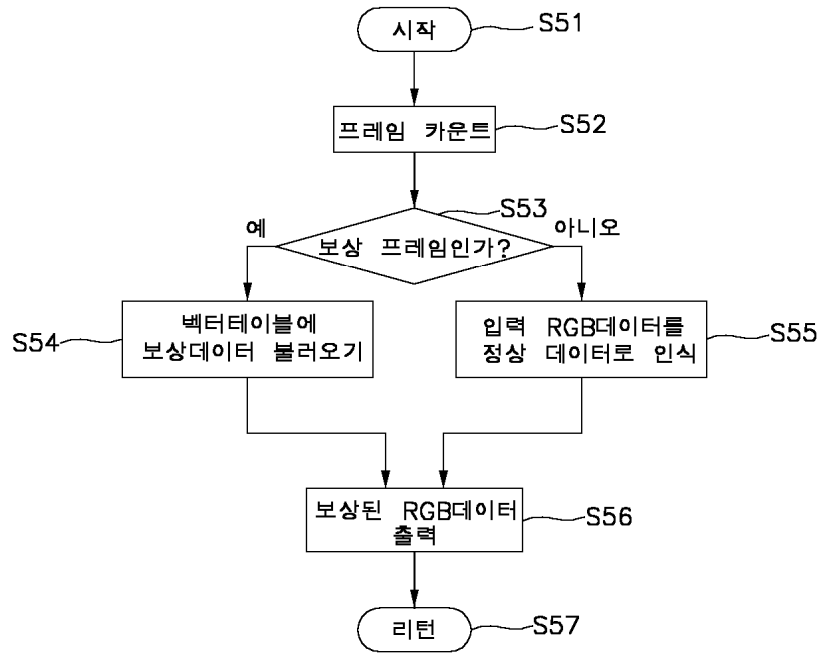 시작
S51
프레임 카운트
S52
S53
예
보상 프레임인가?
아니오
S54
벡터테이블에
보상데이터 불러오기
입력 RGB데이터를
정상 데이터로 인식
S55
보상된 RGB데이터
출력
S56
리턴
S57